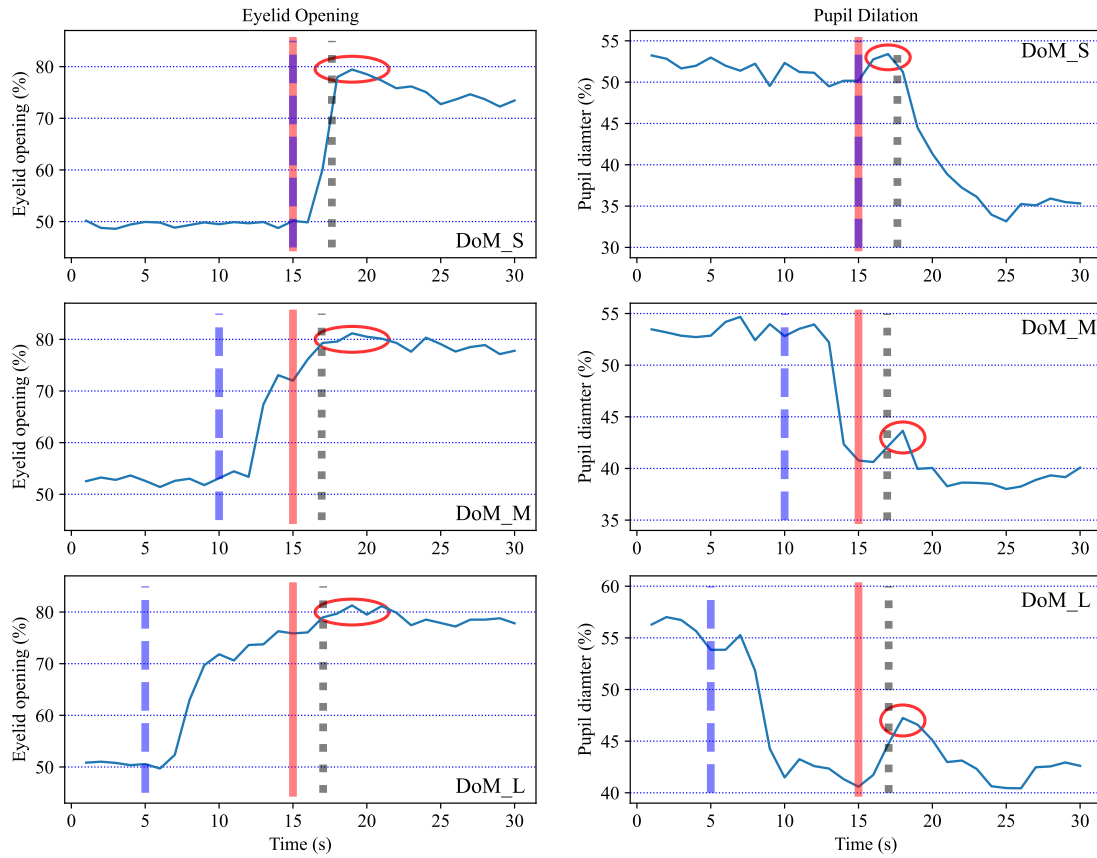 Eyelid Opening
Eyelid opening (%)
80
70
60
50
DoM_S
0 5 10 15 20 25 30
Pupil Dilation
Pupil diamter (%)
55
50
45
40
35
30
DoM_S
0 5 10 15 20 25 30
Eyelid opening (%)
80
70
60
50
DoM_M
0 5 10 15 20 25 30
Pupil diamter (%)
55
50
45
40
35
DoM_M
0 5 10 15 20 25 30
Eyelid opening (%)
80
70
60
50
DoM_L
0 5 10 15 20 25 30
Time (s)
Pupil diamter (%)
60
55
50
45
40
DoM_L
0 5 10 15 20 25 30
Time (s)